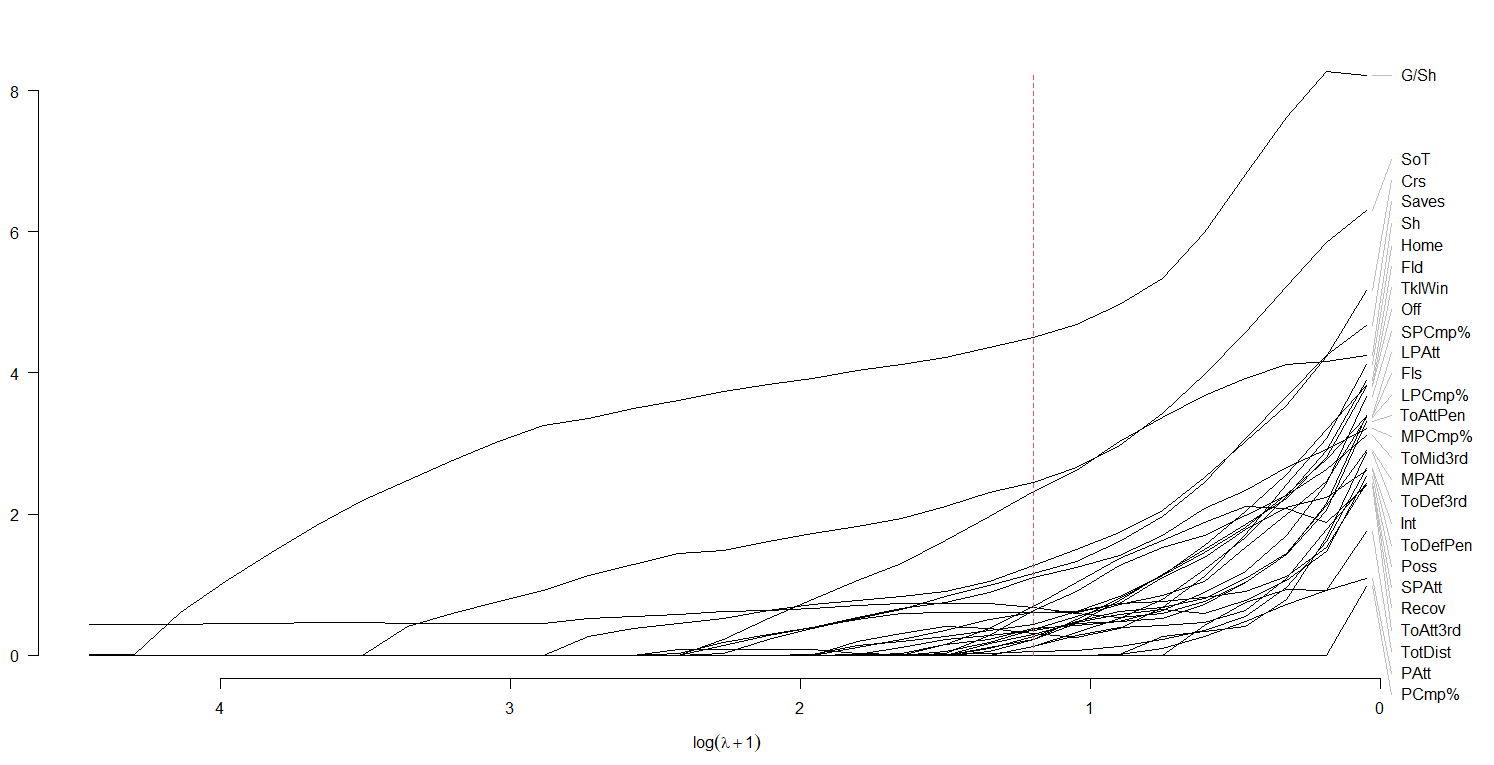 8
6
4
2
0
4
3
2
1
0
log(λ+1)
G/Sh
SoT
Crs
Saves
Sh
Home
Fld
TklWin
Off
SPCmp%
LPAtt
Fls
LPCmp%
ToAttPen
MPCmp%
ToMid3rd
MPAtt
ToDef3rd
Int
ToDefPen
Poss
SPAtt
Recov
ToAtt3rd
TotDist
PAtt
PCmp%